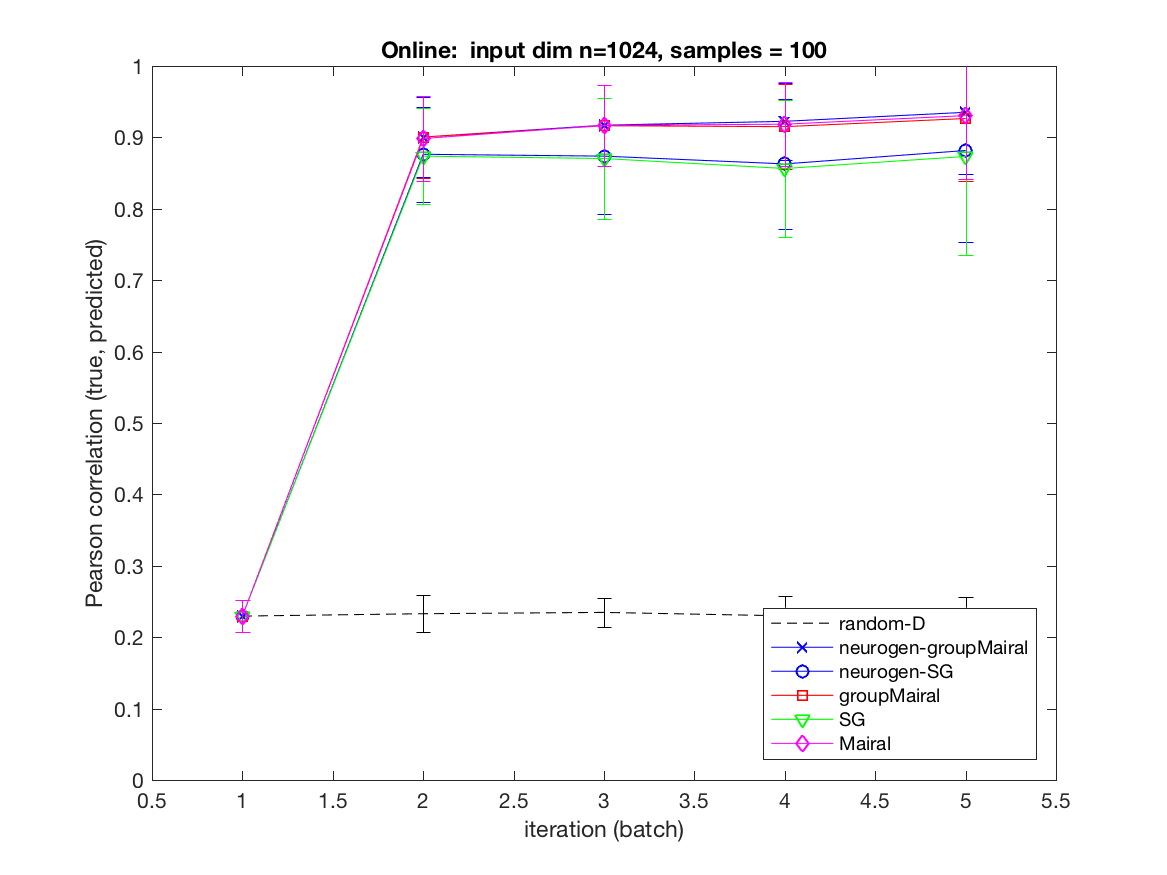 Online:  input dim n=1024, samples = 100
Pearson correlation (true, predicted)
1
0.9
0.8
0.7
0.6
0.5
0.4
0.3
0.2
0.1
0
0.5
1
1.5
2
2.5
3
3.5
4
4.5
5
5.5
iteration (batch)
random-D
neurogen-groupMairal
neurogen-SG
groupMairal
SG
Mairal